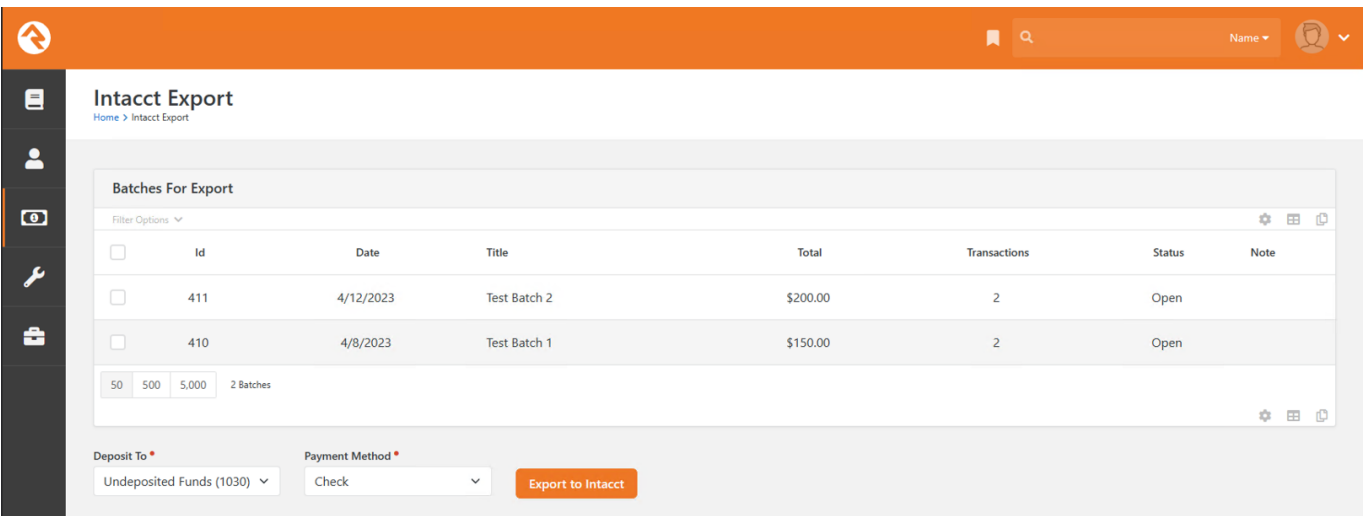 Name
Intacct Export
Home > Intacct Export
Batches For Export
Filter Options
Id Date Title Total Transactions Status Note
411 4/12/2023 Test Batch 2 $200.00 2 Open
410 4/8/2023 Test Batch 1 $150.00 2 Open
50 500 5,000 2 Batches
Deposit To Payment Method
Undeposited Funds (1030) Check Export to Intacct